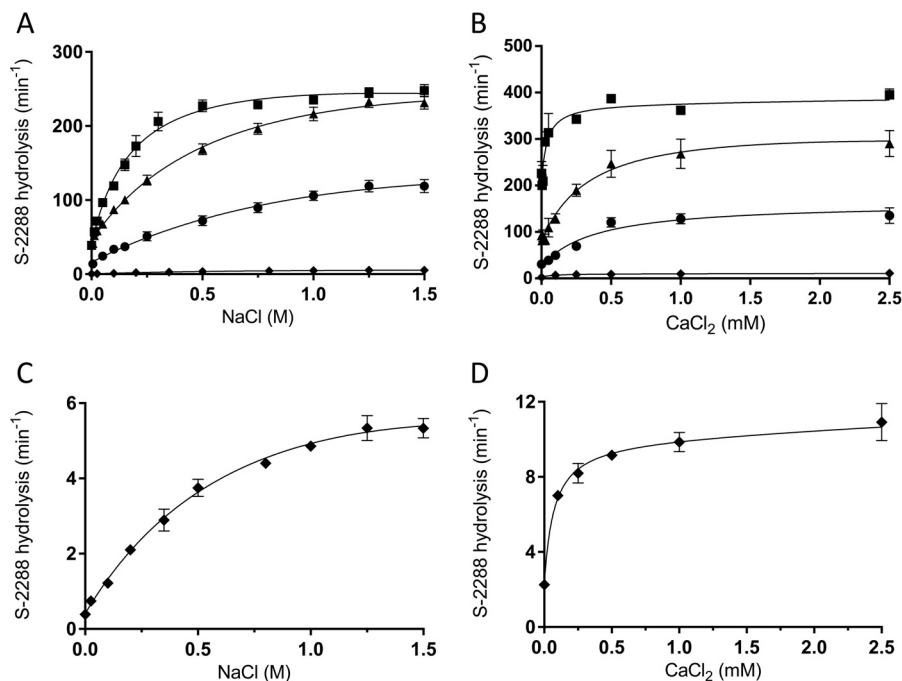 A
S-2288 hydrolysis (min-1)
300
200
100
0
0.0 0.5 1.0 1.5
NaCl (M)
B
S-2288 hydrolysis (min-1)
500
400
300
200
100
0
0.0 0.5 1.0 1.5 2.0 2.5
CaCl2 (mM)
C
S-2288 hydrolysis (min-1)
6
4
2
0
0.0 0.5 1.0 1.5
NaCl (M)
D
S-2288 hydrolysis (min-1)
12
8
4
0
0.0 0.5 1.0 1.5 2.0 2.5
CaCl2 (mM)